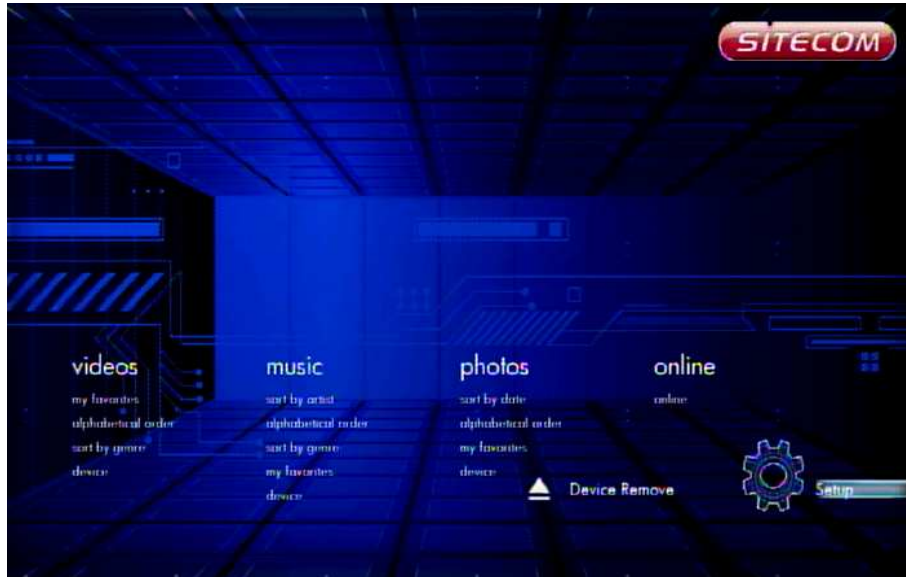 SITECOM
videos
my favorites
alphabetical order
sort by genre
device
music
sort by artist
alphabetical order
sort by genre
my favorites
device
photos
sort by date
alphabetical order
my favorites
device
online
online
Device Remove
Setup